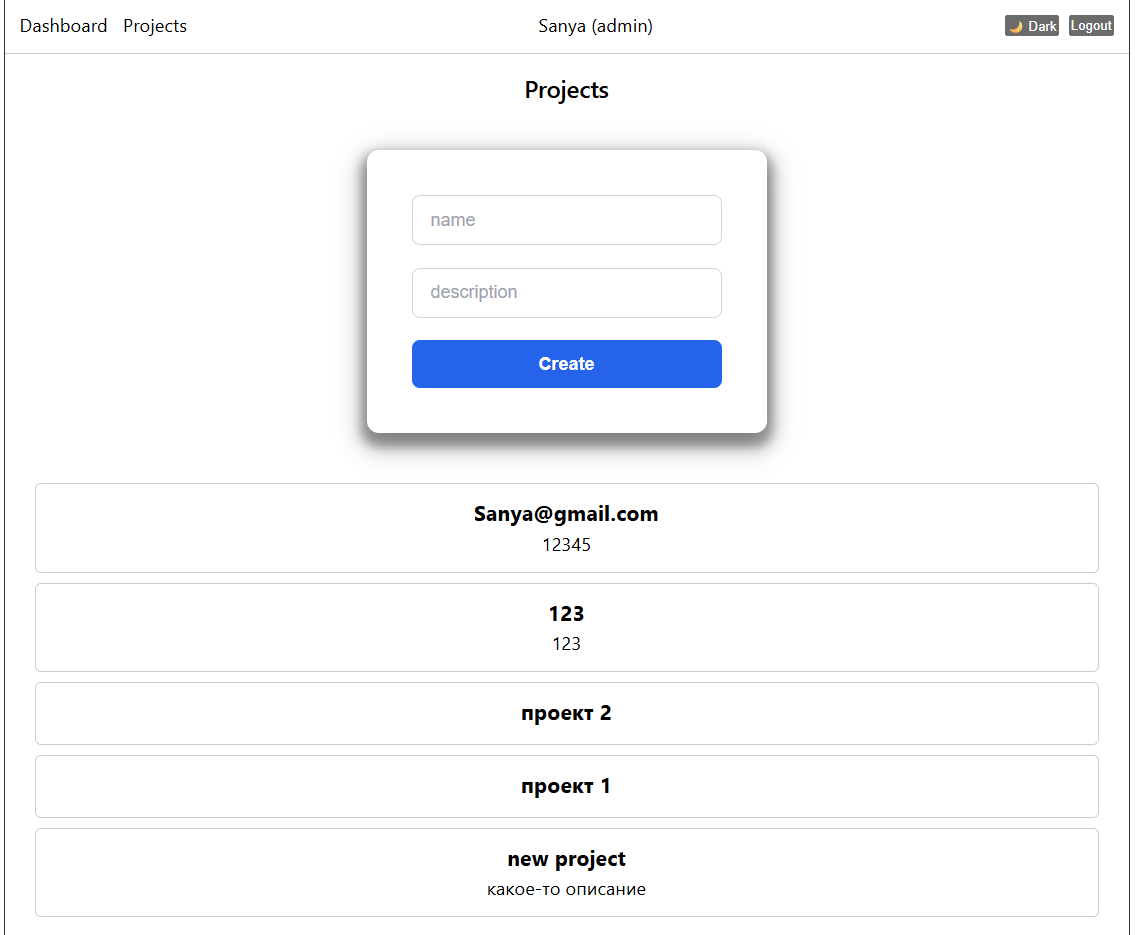 Dashboard Projects Sanya (admin) 🌙 Dark Logout
Projects
name
description
Create
Sanya@gmail.com
12345
123
123
проект 2
проект 1
new project
какое-то описание